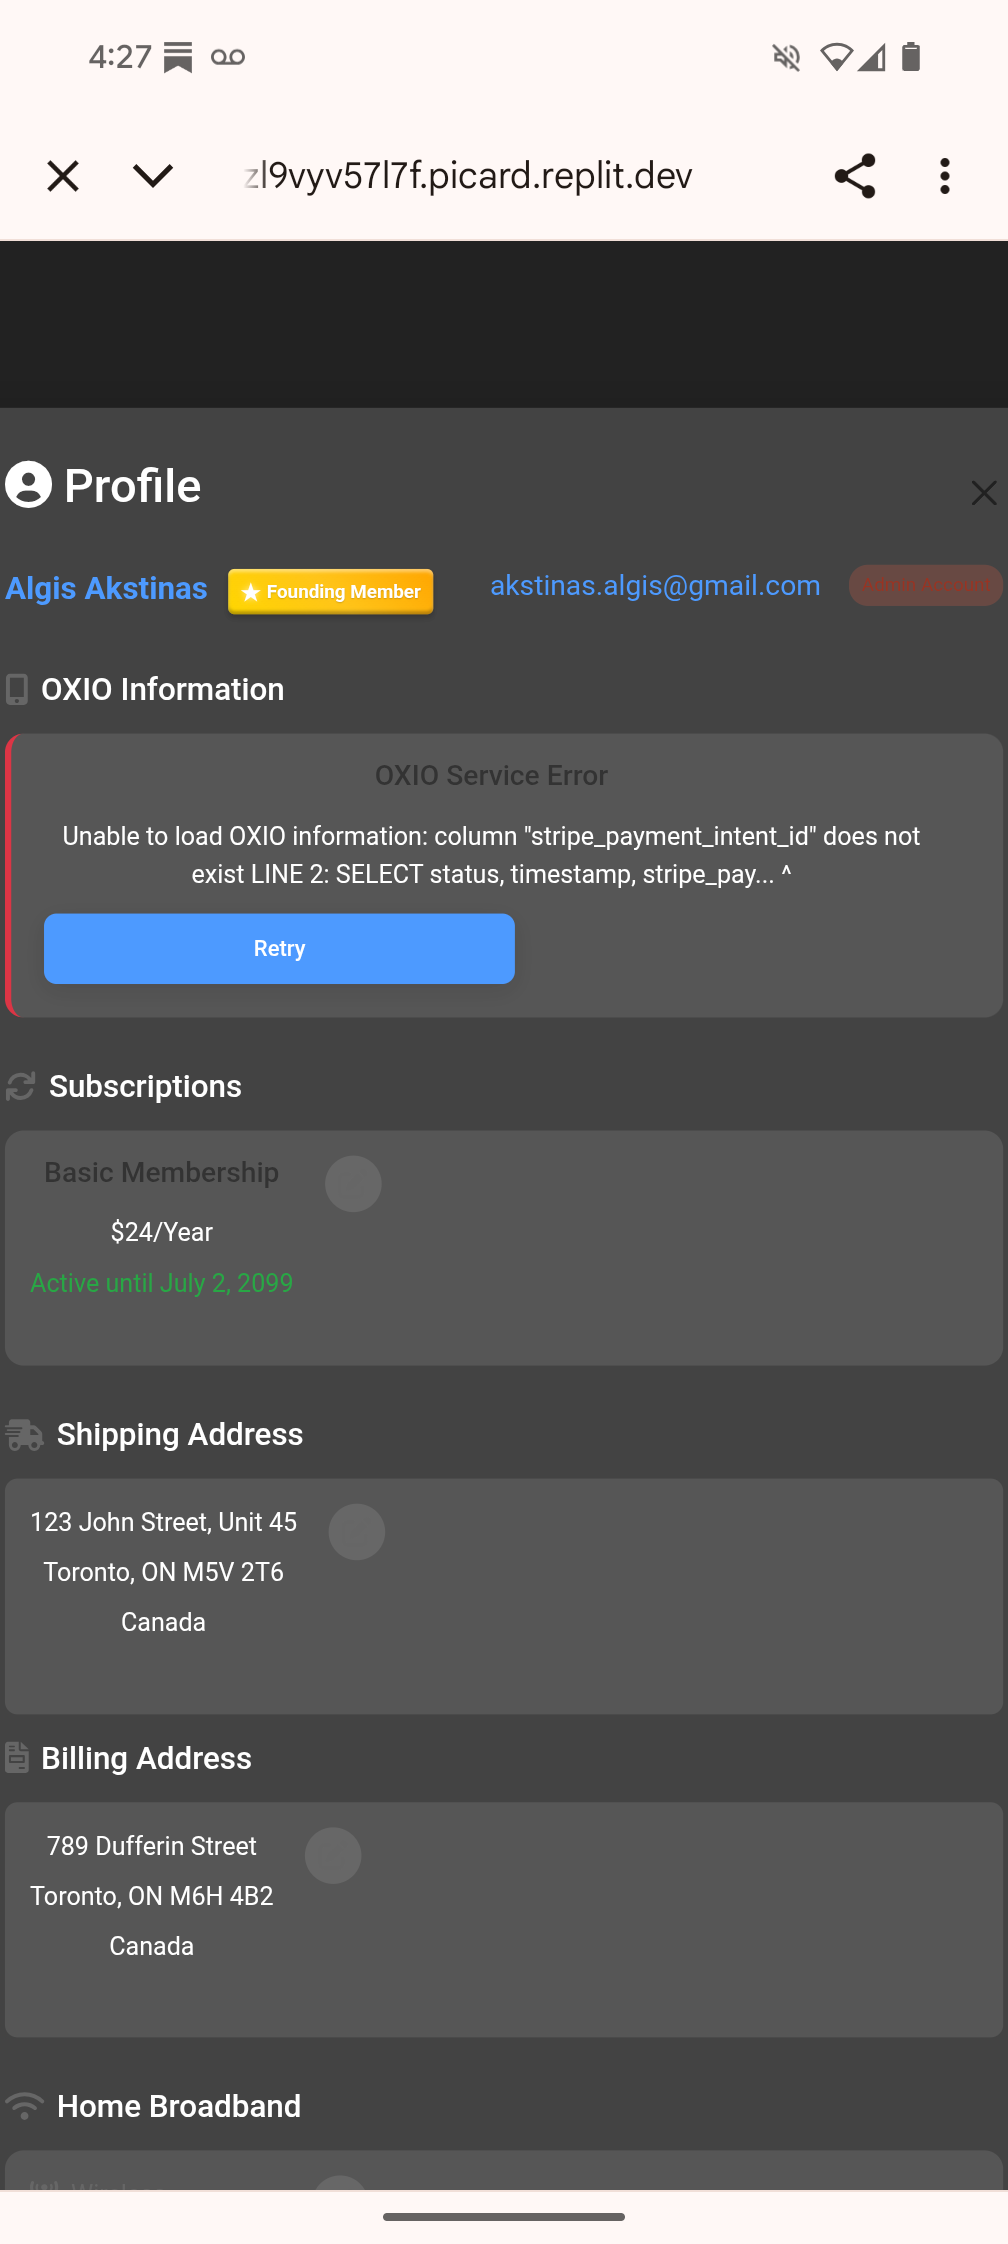 4:27
zl9vyv57l7f.picard.replit.dev
Profile
Algis Akstinas
Founding Member
akstinas.algis@gmail.com
Admin Account
OXIO Information
OXIO Service Error
Unable to load OXIO information: column "stripe_payment_intent_id" does not
exist LINE 2: SELECT status, timestamp, stripe_pay... ^
Retry
Subscriptions
Basic Membership
$24/Year
Active until July 2, 2099
Shipping Address
123 John Street, Unit 45
Toronto, ON M5V 2T6
Canada
Billing Address
789 Dufferin Street
Toronto, ON M6H 4B2
Canada
Home Broadband